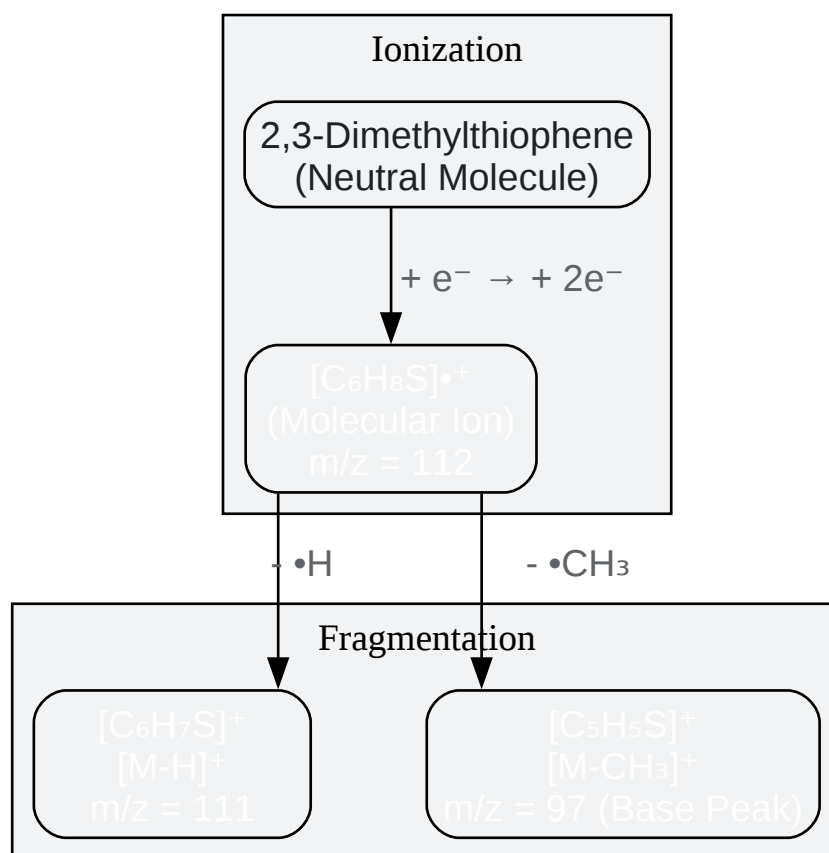 Ionization
2,3-Dimethylthiophene
(Neutral Molecule)
+ e⁻ → + 2e⁻
[C₆H₈S]•⁺
(Molecular Ion)
m/z = 112
- •H
- •CH₃
Fragmentation
[C₆H₇S]⁺
[M-H]⁺
m/z = 111
[C₅H₅S]⁺
[M-CH₃]⁺
m/z = 97 (Base Peak)